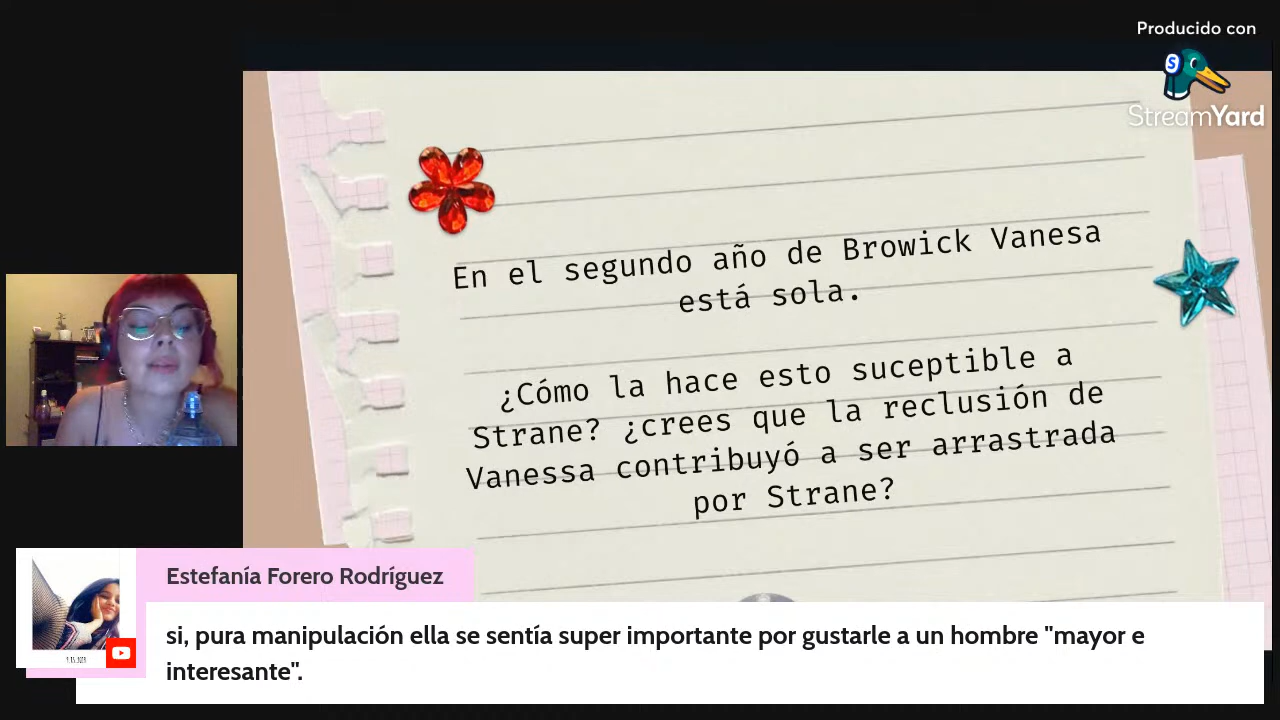 Producido con
StreamYard
En el segundo año de Browick Vanesa
está sola.
¿Cómo la hace esto suceptible a
Strane? ¿crees que la reclusión de
Vanessa contribuyó a ser arrastrada
por Strane?
Estefanía Forero Rodríguez
si, pura manipulación ella se sentía super importante por gustarle a un hombre "mayor e
interesante".